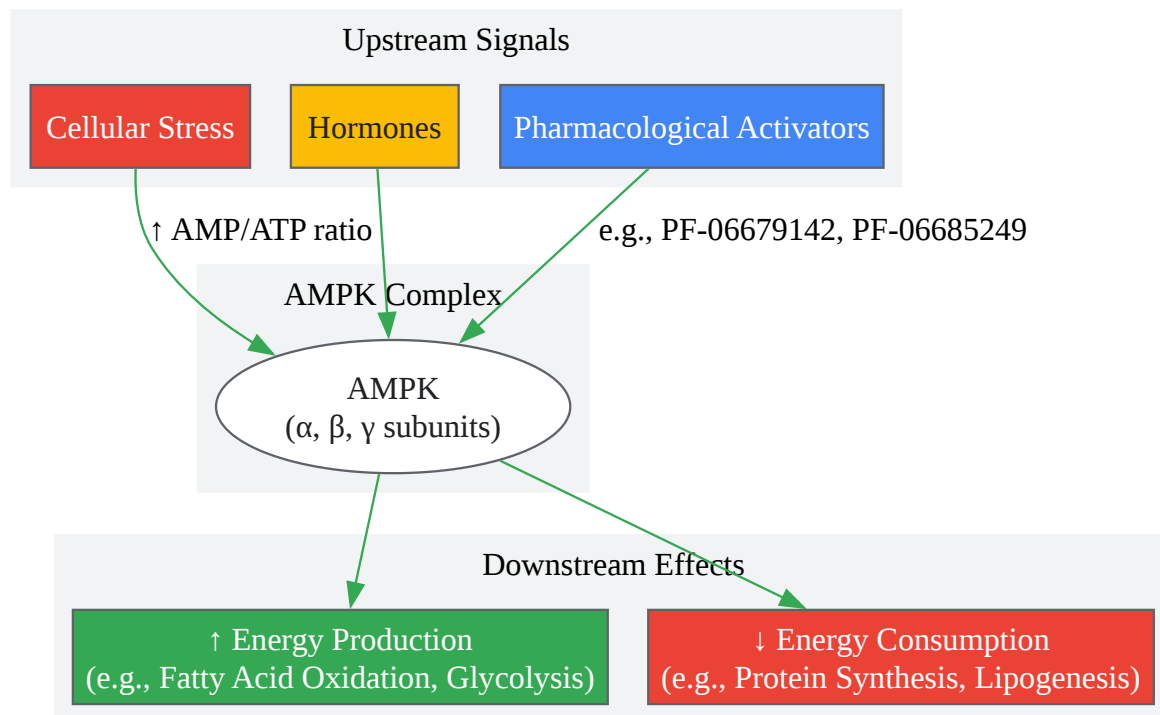 Upstream Signals
Cellular Stress
Hormones
Pharmacological Activators
↑ AMP/ATP ratio
e.g., PF-06679142, PF-06685249
AMPK Complex
AMPK
(α, β, γ subunits)
Downstream Effects
↑ Energy Production
(e.g., Fatty Acid Oxidation, Glycolysis)
↓ Energy Consumption
(e.g., Protein Synthesis, Lipogenesis)